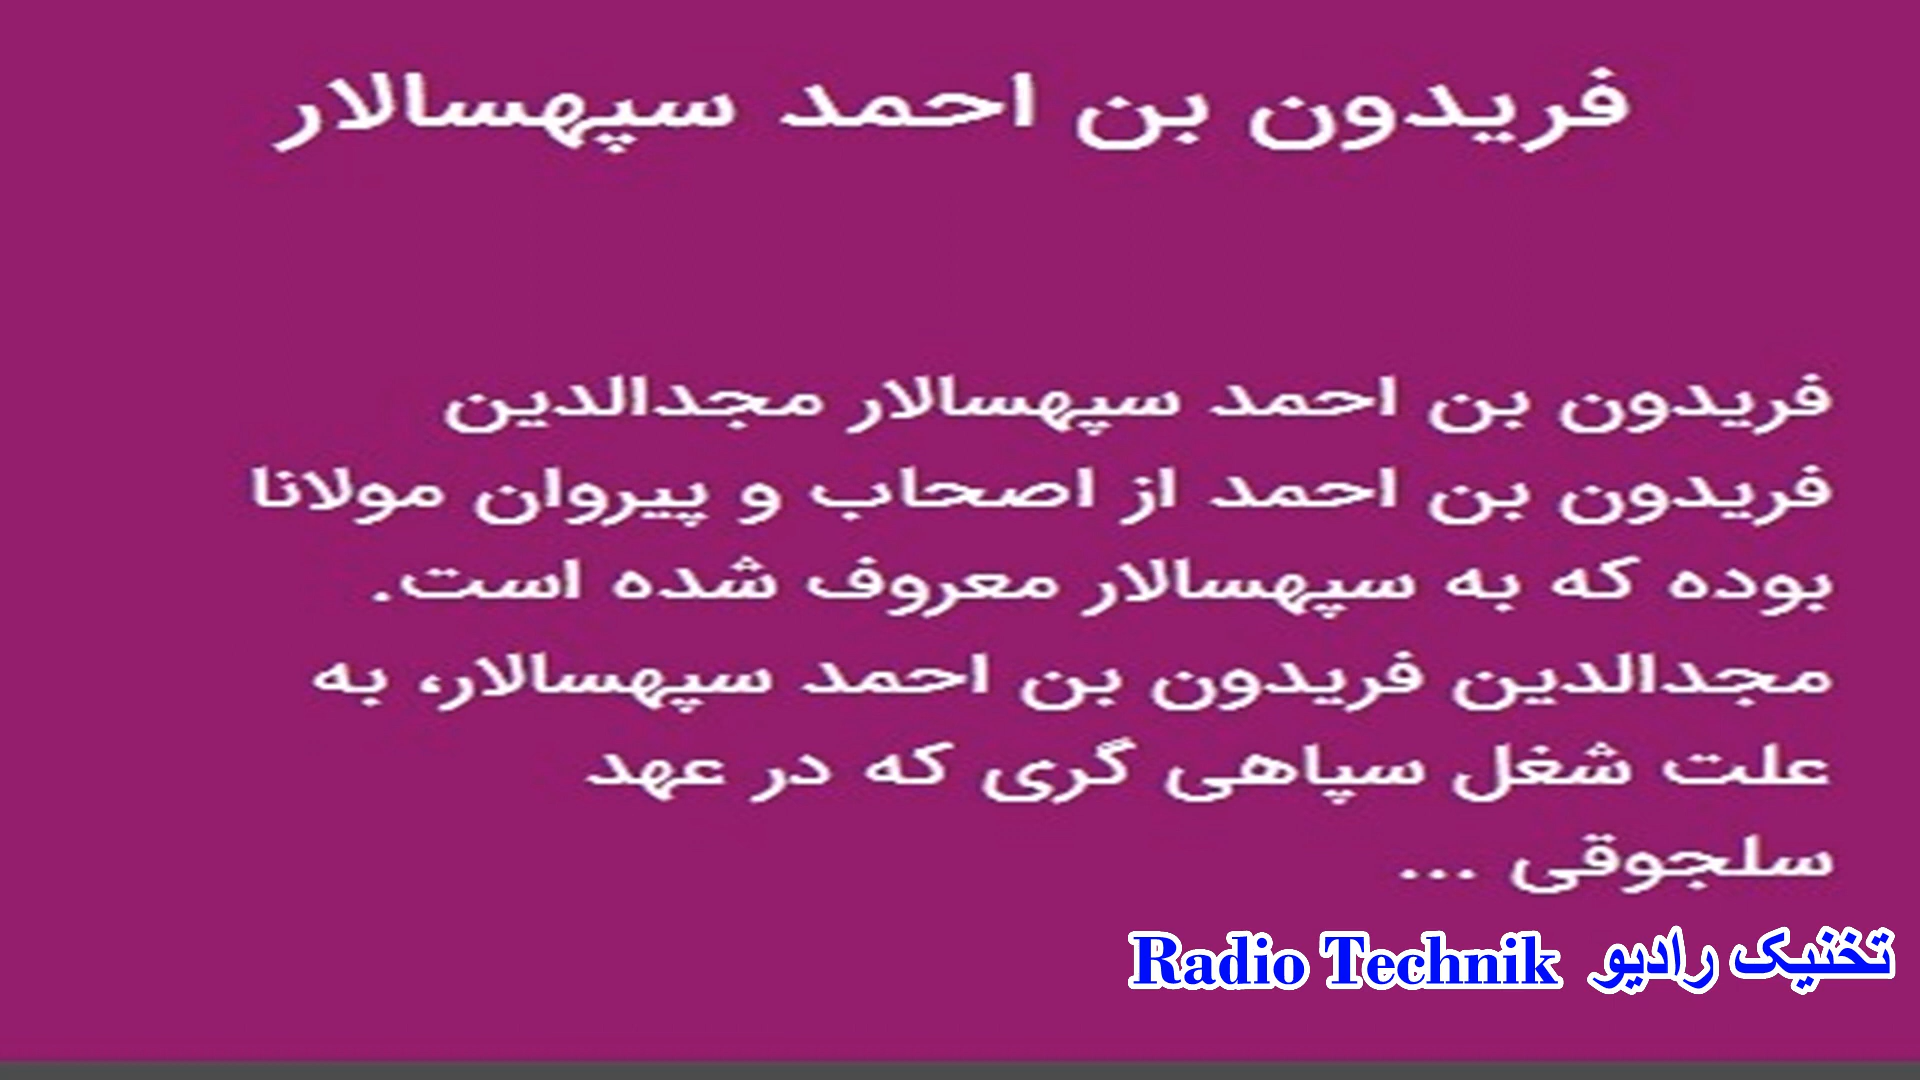 فریدون بن احمد سپهسالار
فریدون بن احمد سپهسالار مجدالدین
فریدون بن احمد از اصحاب و پیروان مولانا
بوده که به سپهسالار معروف شده است.
مجدالدین فریدون بن احمد سپهسالار، به
علت شغل سپاهی گری که در عهد
سلجوقی ...
تخنیک رادیو Radio Technik